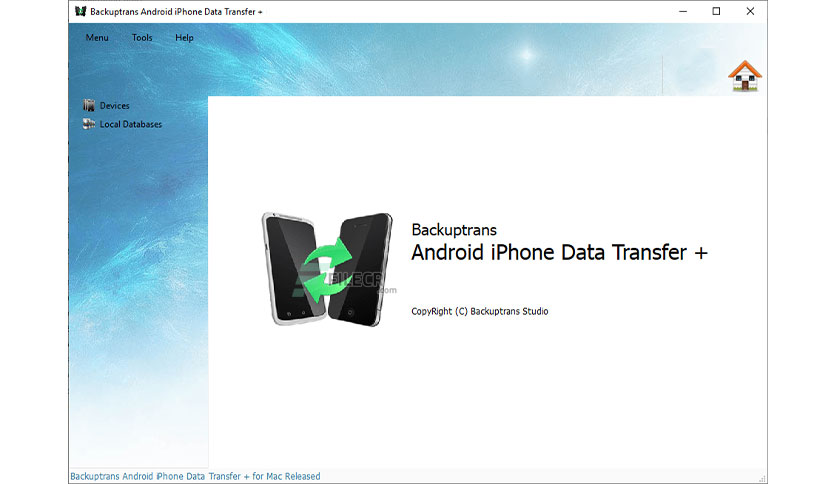 Backuptrans Android iPhone Data Transfer +
Menu Tools Help
Devices
Local Databases
Backuptrans
Android iPhone Data Transfer +
FILECR
.com
CopyRight (C) Backuptrans Studio
Backuptrans Android iPhone Data Transfer + for Mac Released